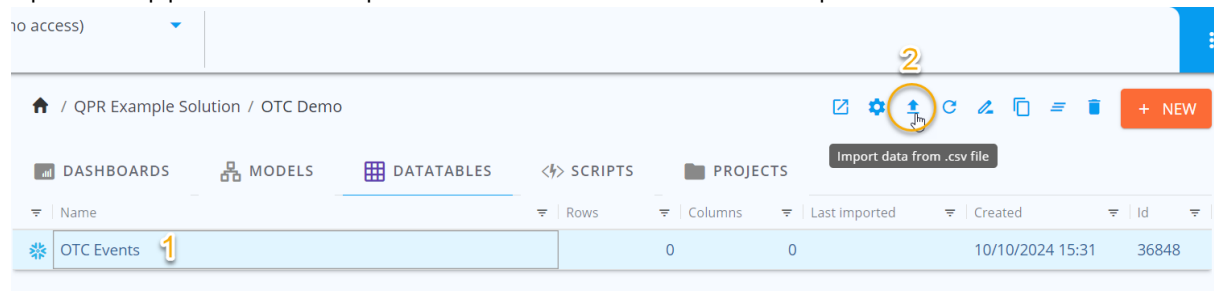 no access)
2
/ QPR Example Solution / OTC Demo
+ NEW
Import data from .csv file
DASHBOARDS MODELS DATATABLES SCRIPTS PROJECTS
Name Rows Columns Last imported Created Id
OTC Events 1 0 0 10/10/2024 15:31 36848